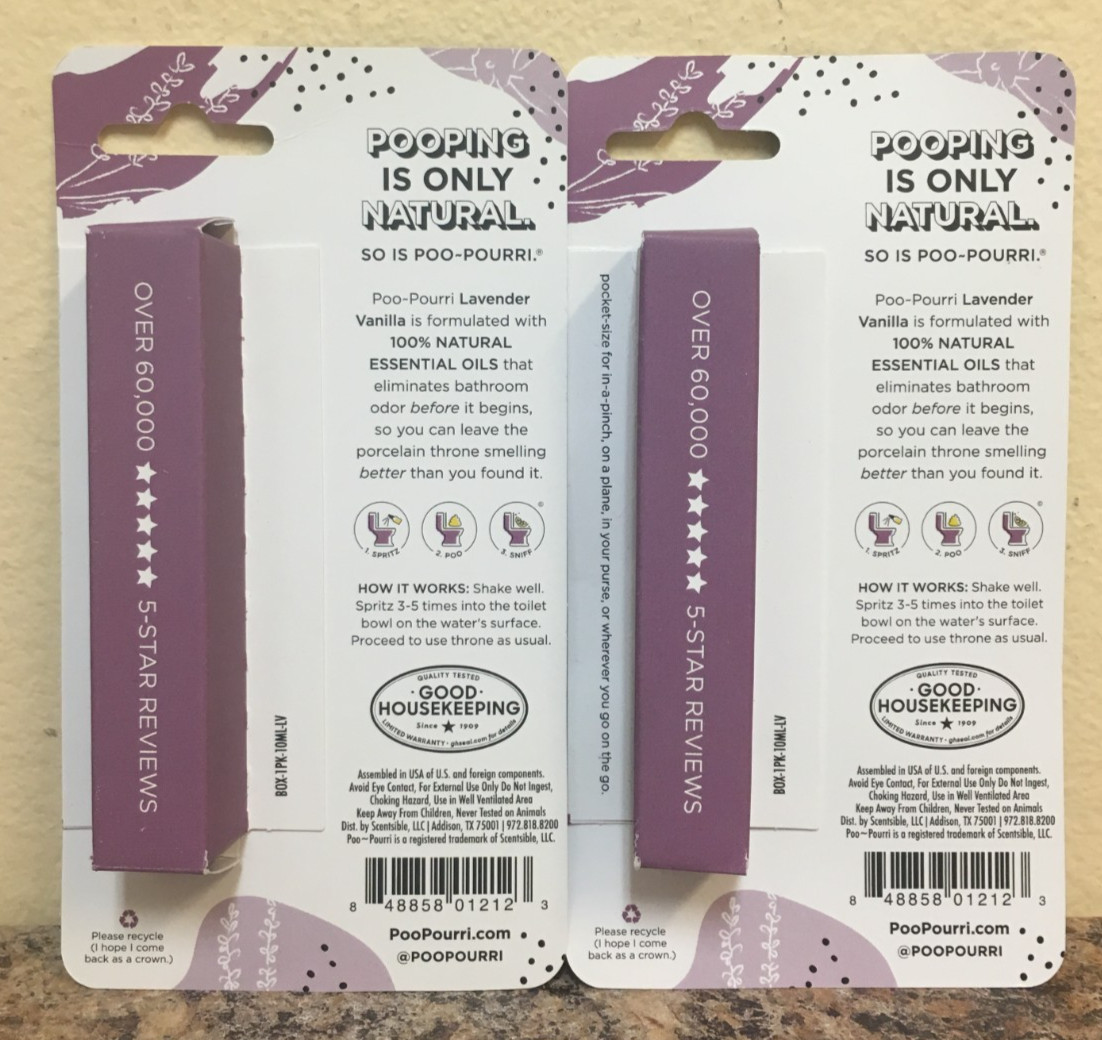 POOPING
IS ONLY
NATURAL.
SO IS POO~POURRI.®
Poo-Pourri Lavender
Vanilla is formulated with
100% NATURAL
ESSENTIAL OILS that
eliminates bathroom
odor before it begins,
so you can leave the
porcelain throne smelling
better than you found it.
1. SPRITZ
2. POO
3. SNIFF
®
HOW IT WORKS: Shake well.
Spritz 3-5 times into the toilet
bowl on the water's surface.
Proceed to use throne as usual.
QUALITY TESTED
·GOOD·
HOUSEKEEPING
Since ★ 1909
LIMITED WARRANTY · ghseal.com for details
Assembled in USA of U.S. and foreign components.
Avoid Eye Contact, For External Use Only Do Not Ingest,
Choking Hazard, Use in Well Ventilated Area
Keep Away From Children, Never Tested on Animals
Dist. by Scentsible, LLC | Addison, TX 75001 | 972.818.8200
Poo~Pourri is a registered trademark of Scentsible, LLC.
8 48858 01212 3
PooPourri.com
@POOPOURRI
OVER 60,000 ★★★★★ 5-STAR REVIEWS
BOX-1PK-10ML-LV
Please recycle
(I hope I come
back as a crown.)
POOPING
IS ONLY
NATURAL.
SO IS POO~POURRI.®
Poo-Pourri Lavender
Vanilla is formulated with
100% NATURAL
ESSENTIAL OILS that
eliminates bathroom
odor before it begins,
so you can leave the
porcelain throne smelling
better than you found it.
1. SPRITZ
2. POO
3. SNIFF
®
HOW IT WORKS: Shake well.
Spritz 3-5 times into the toilet
bowl on the water's surface.
Proceed to use throne as usual.
QUALITY TESTED
·GOOD·
HOUSEKEEPING
Since ★ 1909
LIMITED WARRANTY · ghseal.com for details
Assembled in USA of U.S. and foreign components.
Avoid Eye Contact, For External Use Only Do Not Ingest,
Choking Hazard, Use in Well Ventilated Area
Keep Away From Children, Never Tested on Animals
Dist. by Scentsible, LLC | Addison, TX 75001 | 972.818.8200
Poo~Pourri is a registered trademark of Scentsible, LLC.
8 48858 01212 3
PooPourri.com
@POOPOURRI
pocket-size for in-a-pinch, on a plane, in your purse, or wherever you go on the go.
OVER 60,000 ★★★★★ 5-STAR REVIEWS
BOX-1PK-10ML-LV
Please recycle
(I hope I come
back as a crown.)